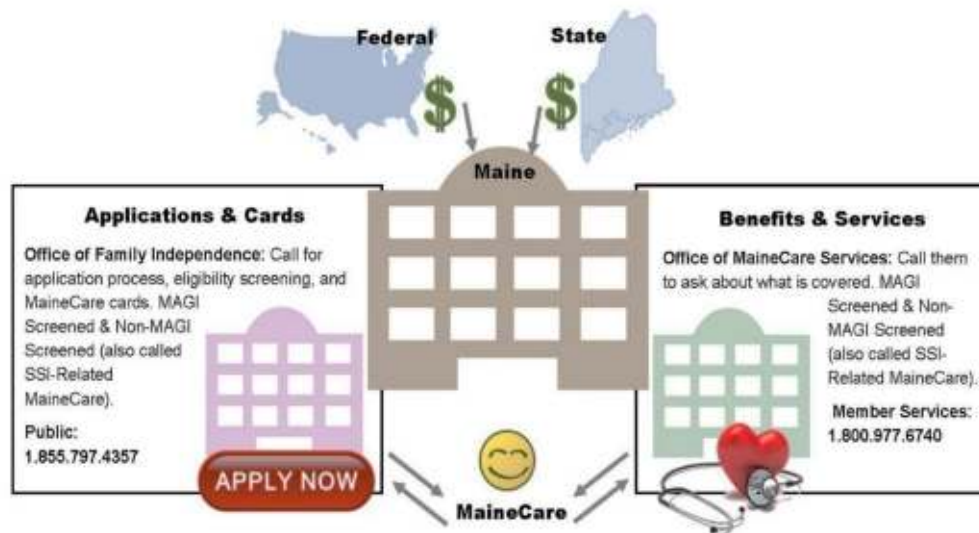 Federal
State
$
$
Maine
Applications & Cards
Office of Family Independence: Call for
application process, eligibility screening, and
MaineCare cards. MAGI
Screened & Non-MAGI
Screened (also called
SSI-Related
MaineCare).
Public:
1.855.797.4357
APPLY NOW
Benefits & Services
Office of MaineCare Services: Call them
to ask about what is covered. MAGI
Screened & Non-
MAGI Screened
(also called SSI-
Related MaineCare).
Member Services:
1.800.977.6740
MaineCare